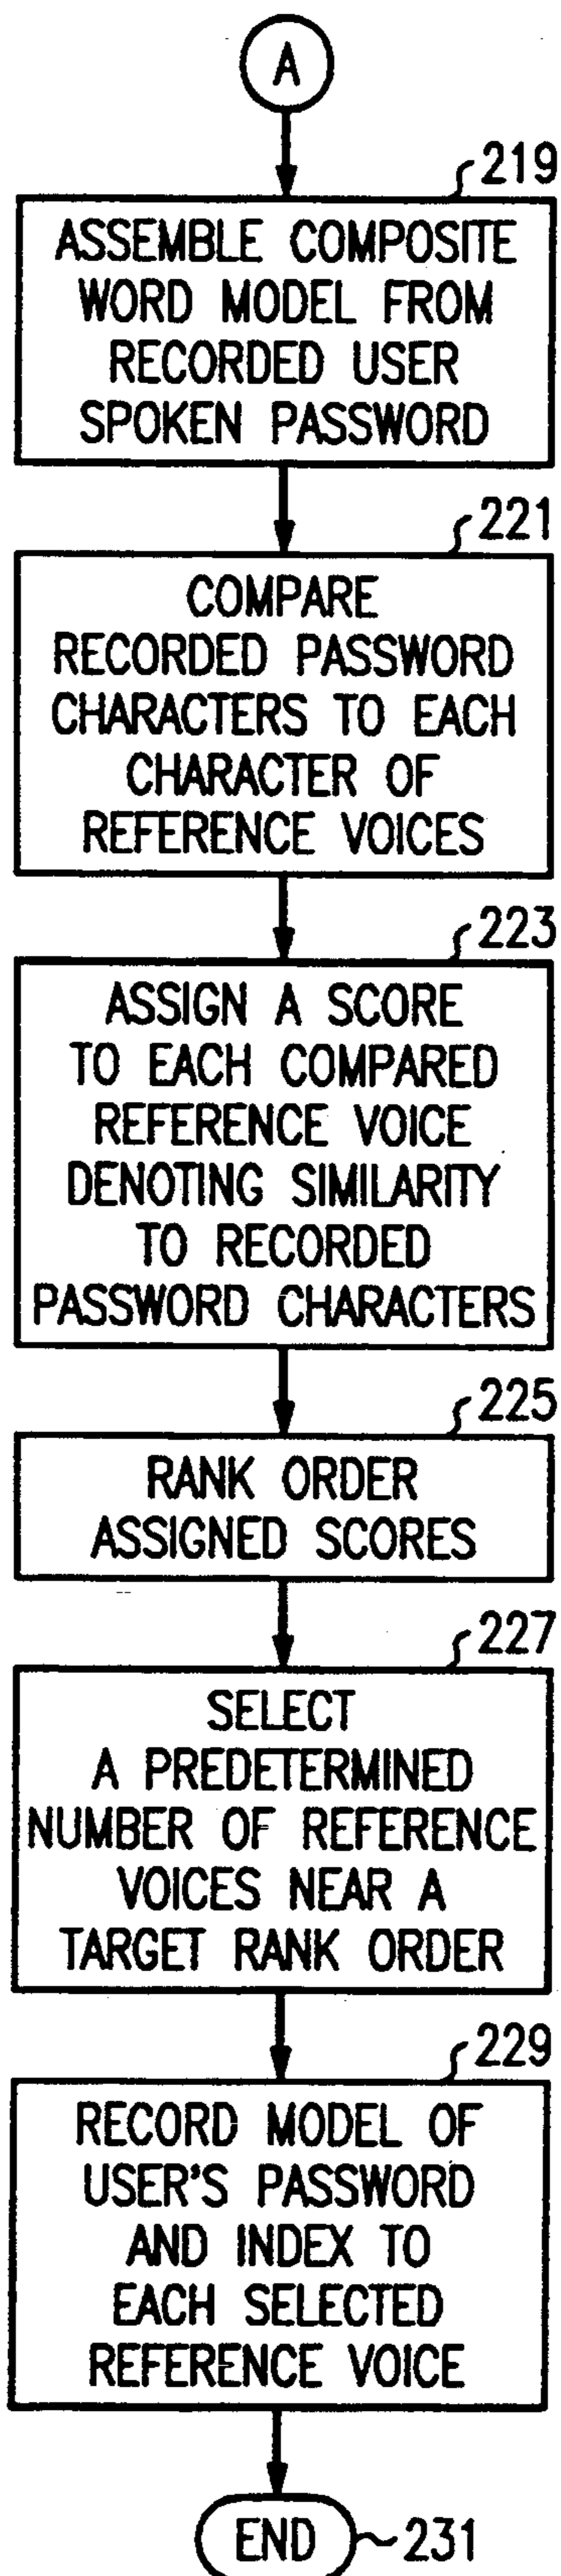 A
219
ASSEMBLE COMPOSITE
WORD MODEL FROM
RECORDED USER
SPOKEN PASSWORD
221
COMPARE
RECORDED PASSWORD
CHARACTERS TO EACH
CHARACTER OF
REFERENCE VOICES
223
ASSIGN A SCORE
TO EACH COMPARED
REFERENCE VOICE
DENOTING SIMILARITY
TO RECORDED
PASSWORD CHARACTERS
225
RANK ORDER
ASSIGNED SCORES
227
SELECT
A PREDETERMINED
NUMBER OF REFERENCE
VOICES NEAR A
TARGET RANK ORDER
229
RECORD MODEL OF
USER'S PASSWORD
AND INDEX TO
EACH SELECTED
REFERENCE VOICE
END 231